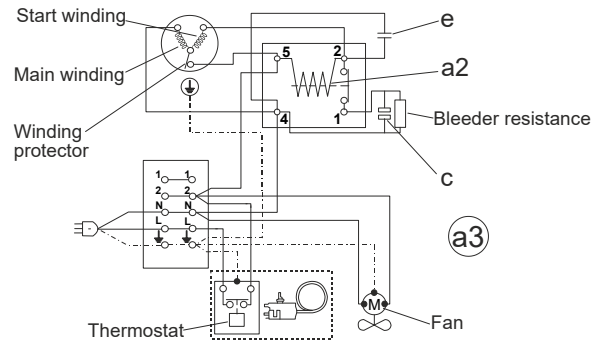 Start winding
e
5 2
a2
Main winding
Bleeder resistance
Winding
protector
4 1
c
1 1
2 2
N N
L L
a3
M
Thermostat
Fan